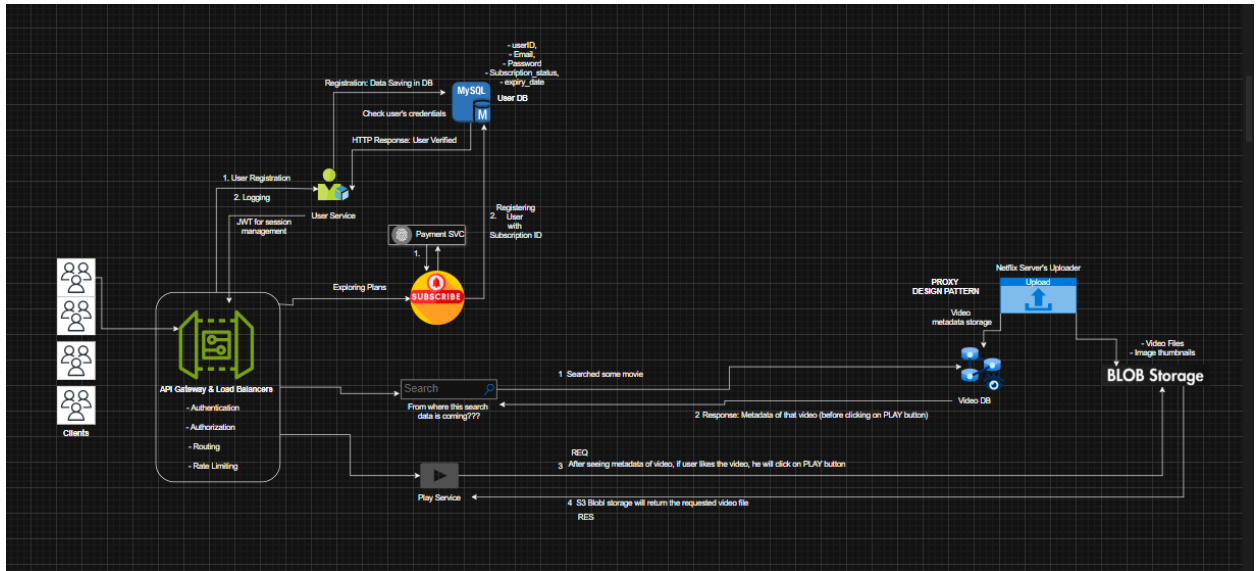 - userID,
- Email,
- Password
- Subscription_status,
- expiry_date
Registration: Data Saving in DB
MySQL
M
User DB
Check user's credentials
HTTP Response: User Verified
1. User Registration
2. Logging
User Service
JWT for session
management
Registering
2. User
with
Subscription ID
Payment SVC
1.
Exploring Plans
SUBSCRIBE
Netflix Server's Uploader
Upload
PROXY
DESIGN PATTERN
Video
metadata storage
- Video Files
- Image thumbnails
BLOB Storage
Video DB
API Gateway & Load Balancers
- Authentication
- Authorization
- Routing
- Rate Limiting
Clients
1 Searched some movie
Search
From where this search
data is coming???
2 Response: Metadata of that video (before clicking on PLAY button)
REQ
3 After seeing metadata of video, if user likes the video, he will click on PLAY button
Play Service
4 S3 Blobl storage will return the requested video file
RES